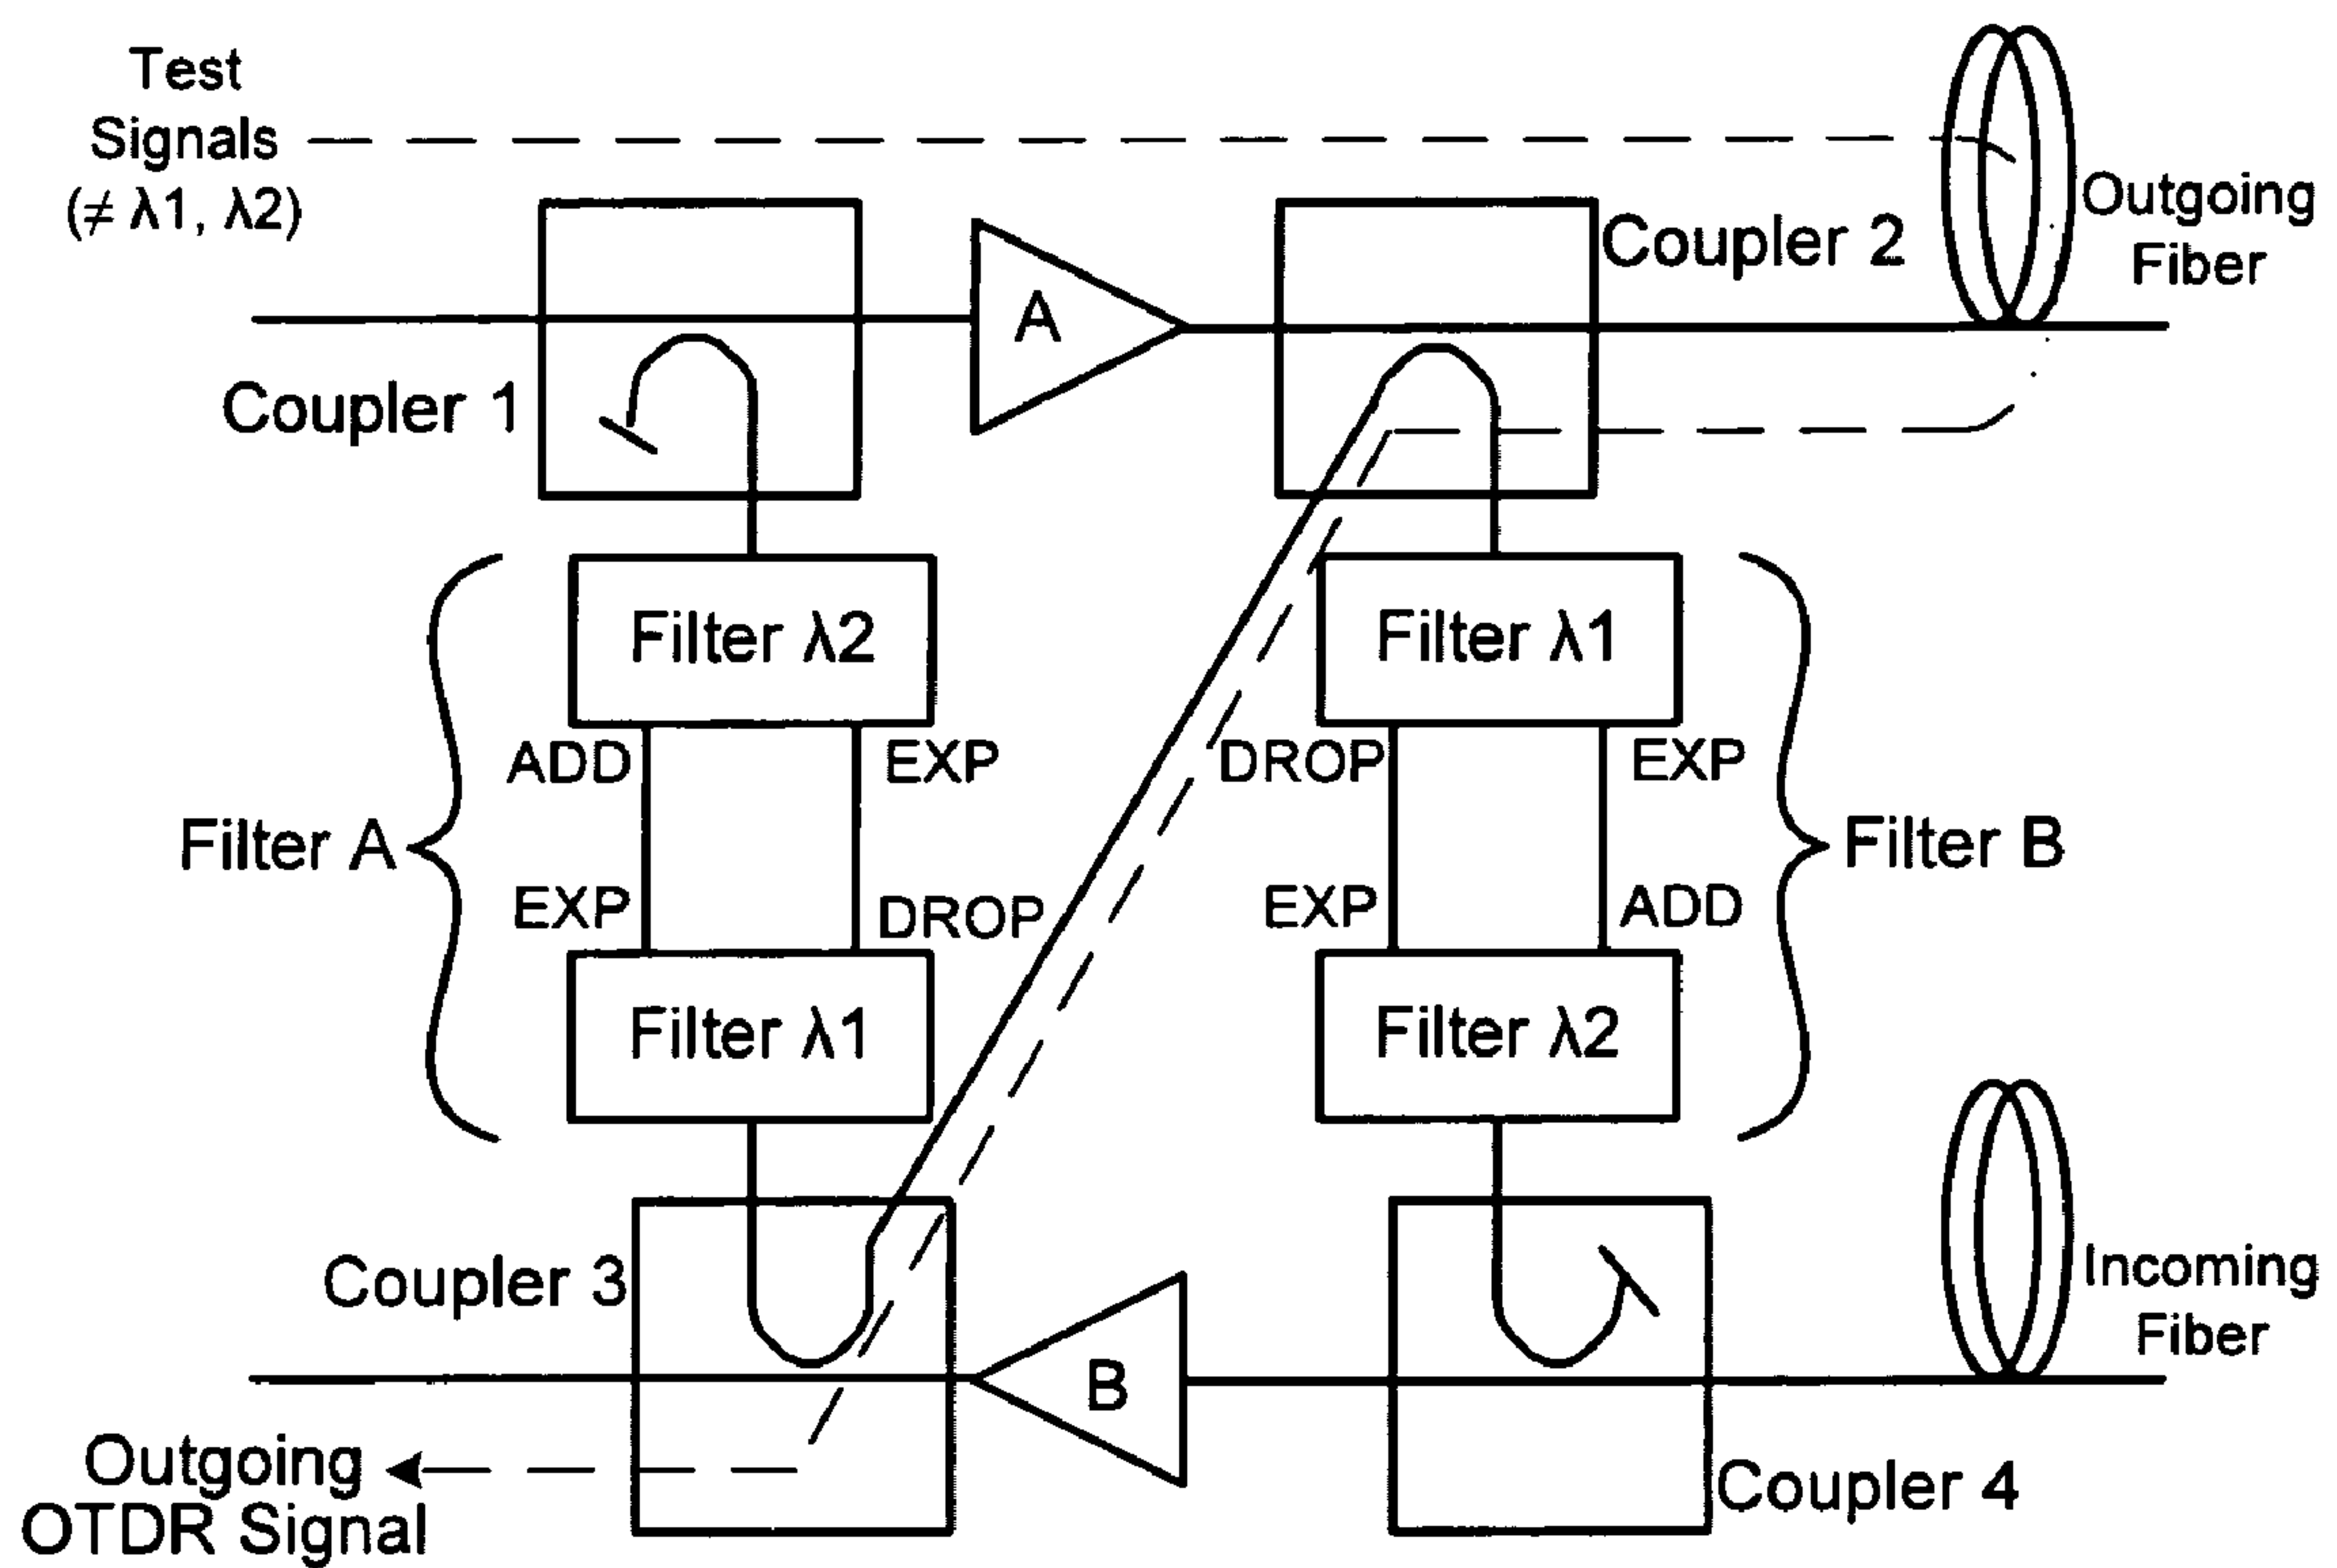 Test
Signals
(≠ λ1, λ2)
Outgoing
Fiber
Coupler 2
A
Coupler 1
Filter λ2
Filter λ1
ADD
EXP
DROP
EXP
Filter A
Filter B
EXP
DROP
EXP
ADD
Filter λ1
Filter λ2
Coupler 3
Incoming
Fiber
B
Outgoing
OTDR Signal
Coupler 4